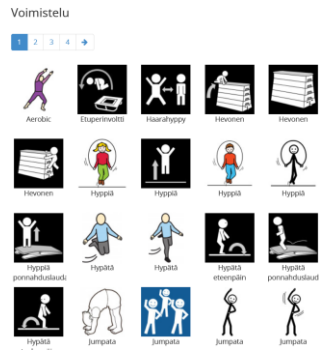 Voimistelu
1 2 3 4 →
Aerobic Etuperinvoltti Haarahyppy Hevonen Hevonen
Hevonen Hyppiä Hyppiä Hyppiä Hyppiä
Hyppiä Hypätä Hypätä Hypätä Hypätä
ponnahduslauda eteenpäin ponnahduslaud
Hypätä Jumpata Jumpata Jumpata Jumpata